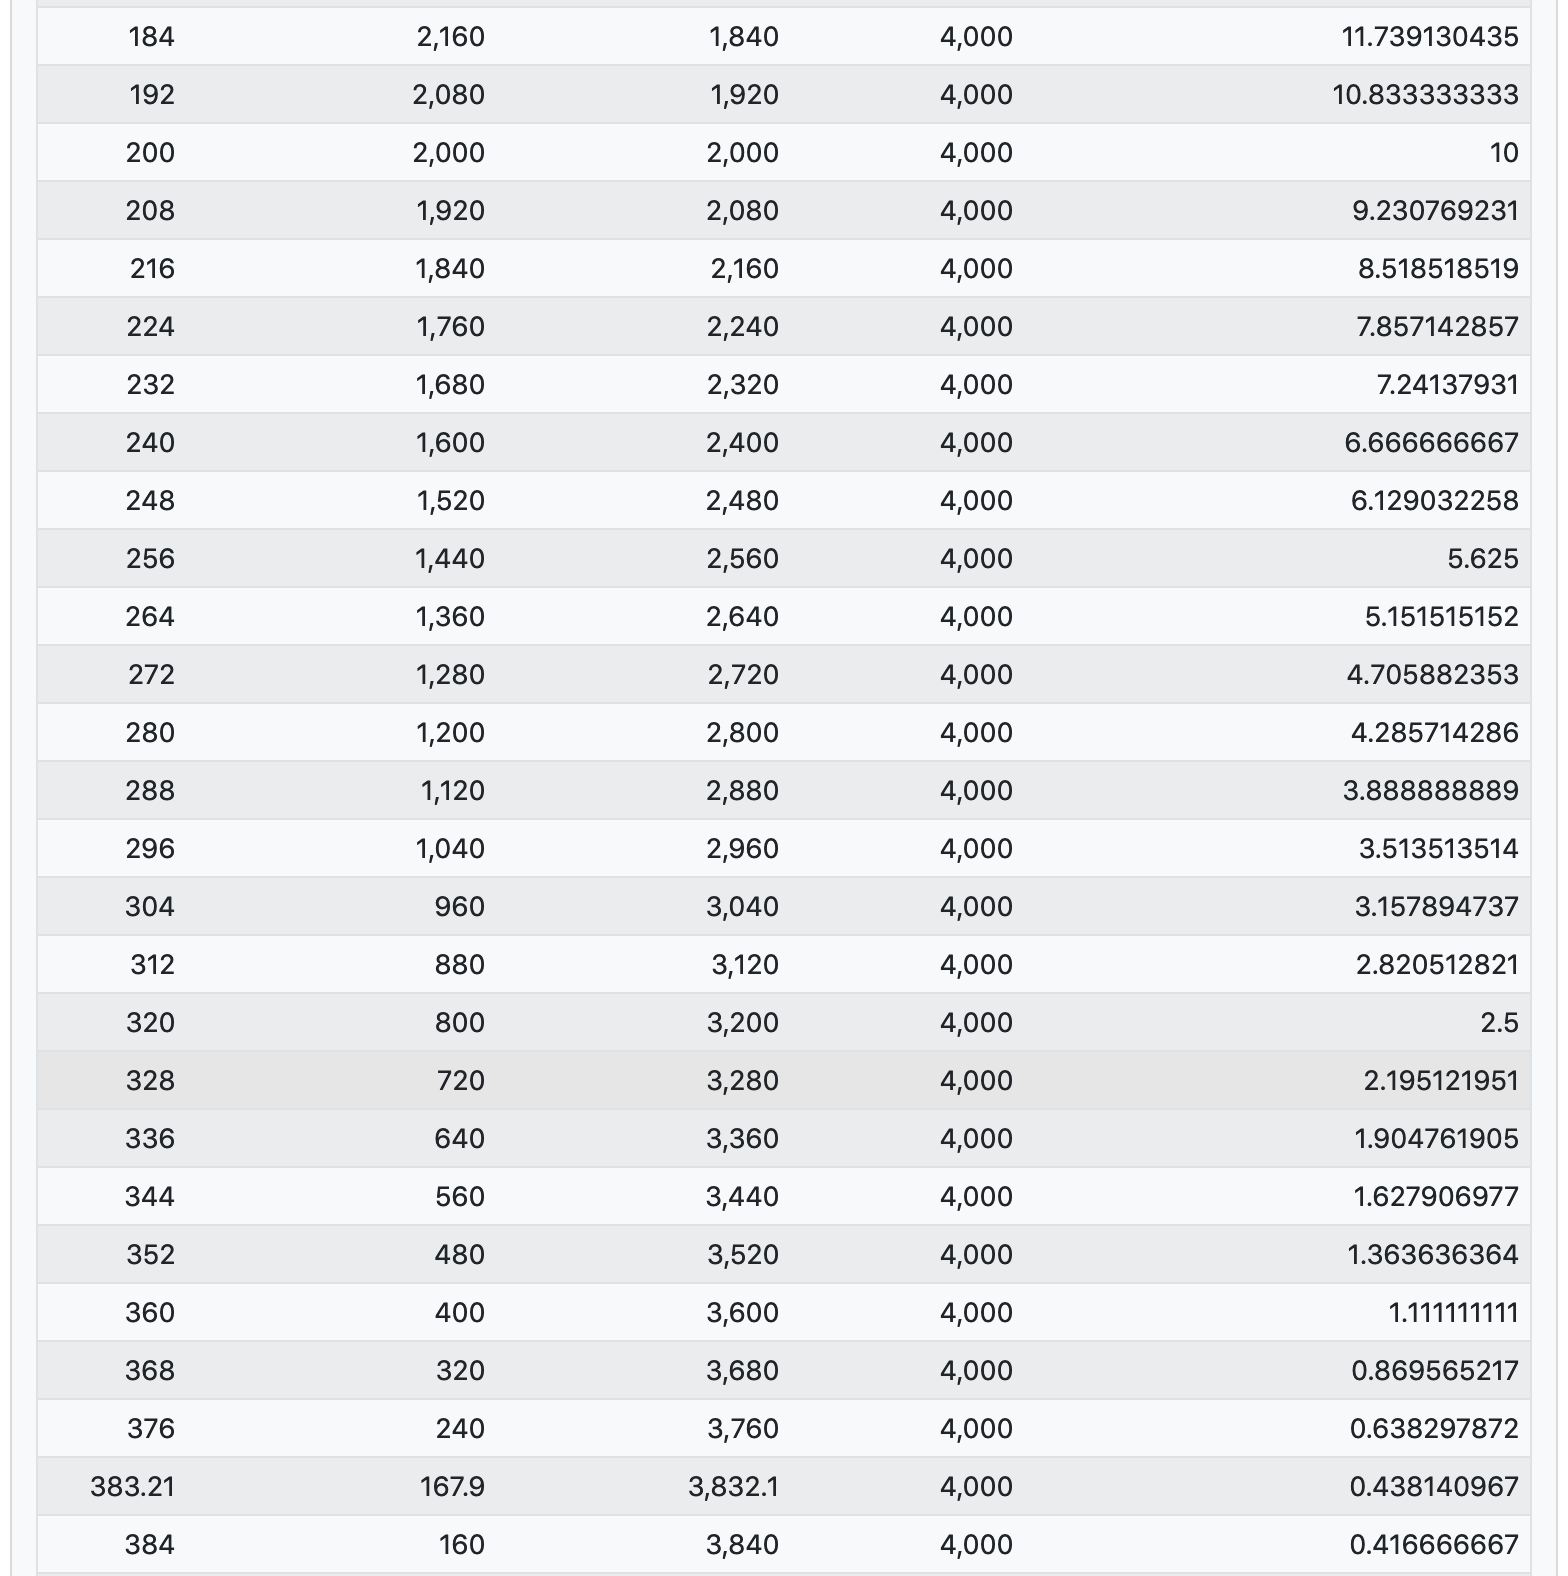 184 2,160 1,840 4,000 11.739130435
192 2,080 1,920 4,000 10.833333333
200 2,000 2,000 4,000 10
208 1,920 2,080 4,000 9.230769231
216 1,840 2,160 4,000 8.518518519
224 1,760 2,240 4,000 7.857142857
232 1,680 2,320 4,000 7.24137931
240 1,600 2,400 4,000 6.666666667
248 1,520 2,480 4,000 6.129032258
256 1,440 2,560 4,000 5.625
264 1,360 2,640 4,000 5.151515152
272 1,280 2,720 4,000 4.705882353
280 1,200 2,800 4,000 4.285714286
288 1,120 2,880 4,000 3.888888889
296 1,040 2,960 4,000 3.513513514
304 960 3,040 4,000 3.157894737
312 880 3,120 4,000 2.820512821
320 800 3,200 4,000 2.5
328 720 3,280 4,000 2.195121951
336 640 3,360 4,000 1.904761905
344 560 3,440 4,000 1.627906977
352 480 3,520 4,000 1.363636364
360 400 3,600 4,000 1.111111111
368 320 3,680 4,000 0.869565217
376 240 3,760 4,000 0.638297872
383.21 167.9 3,832.1 4,000 0.438140967
384 160 3,840 4,000 0.416666667